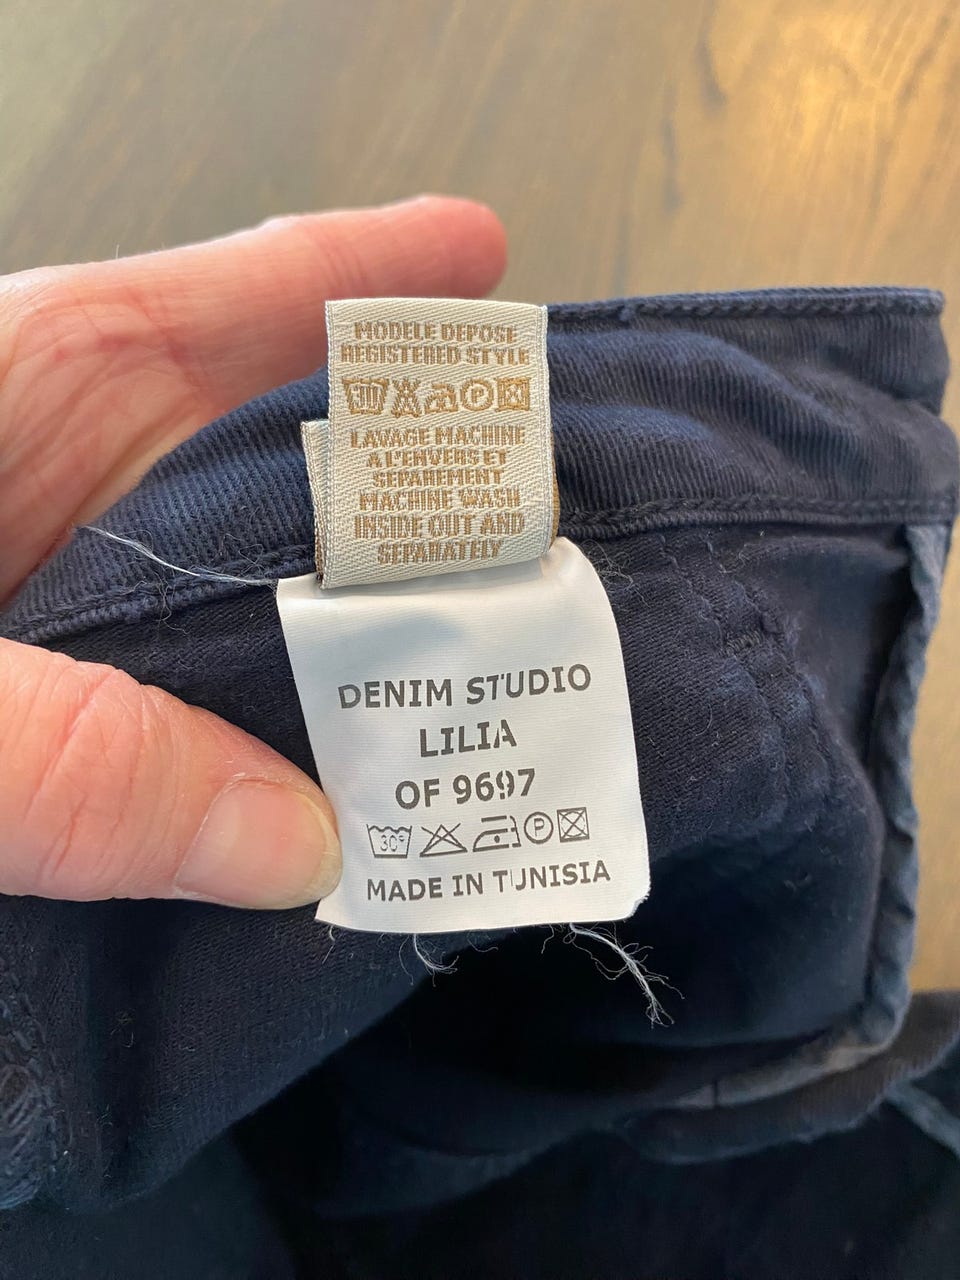 MODELE DEPOSE
REGISTERED STYLE
P
LAVAGE MACHINE
A L'ENVERS ET
SEPAREMENT
MACHINE WASH
INSIDE OUT AND
SEPARATELY
DENIM STUDIO
LILIA
OF 9697
30° P
MADE IN TUNISIA